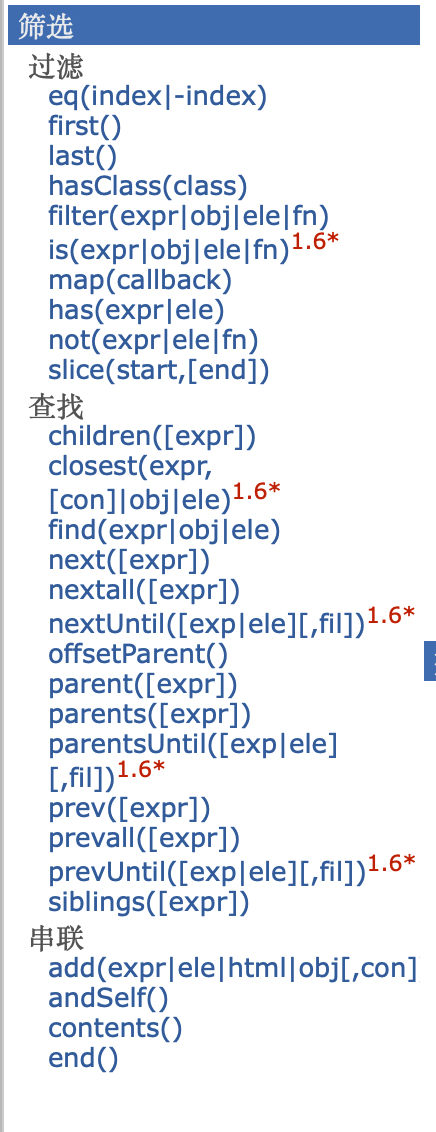 筛选
过滤
eq(index|-index)
first()
last()
hasClass(class)
filter(expr|obj|ele|fn)
is(expr|obj|ele|fn)1.6*
map(callback)
has(expr|ele)
not(expr|ele|fn)
slice(start,[end])
查找
children([expr])
closest(expr,
[con]|obj|ele)1.6*
find(expr|obj|ele)
next([expr])
nextall([expr])
nextUntil([exp|ele][,fil])1.6*
offsetParent()
parent([expr])
parents([expr])
parentsUntil([exp|ele]
[,fil])1.6*
prev([expr])
prevall([expr])
prevUntil([exp|ele][,fil])1.6*
siblings([expr])
串联
add(expr|ele|html|obj[,con]
andSelf()
contents()
end()